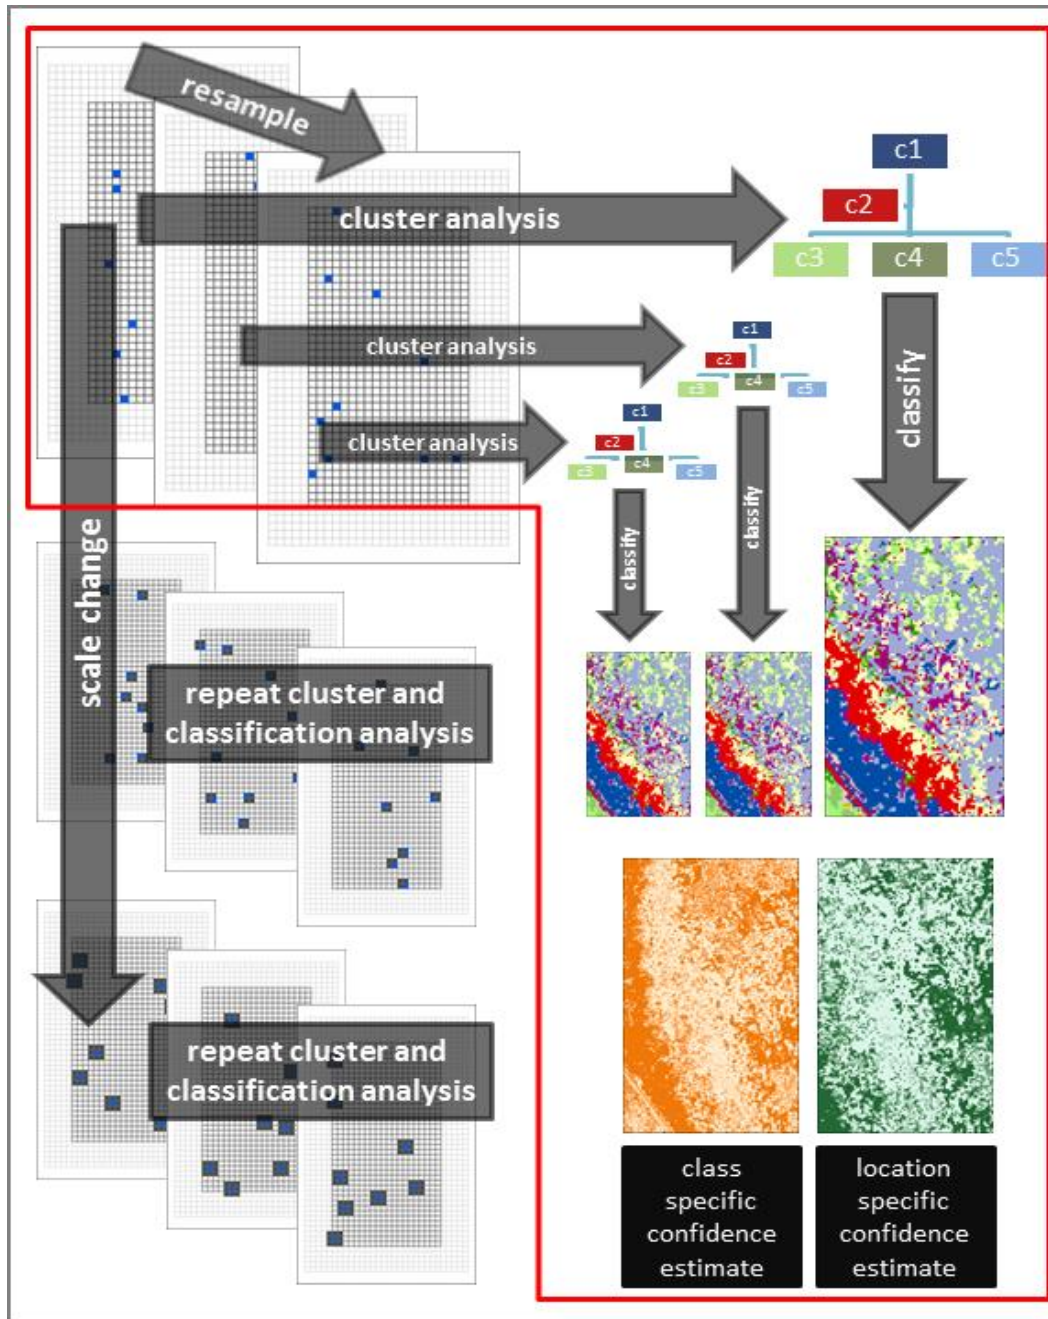 resample
cluster analysis
c1
c2
c3
c4
c5
cluster analysis
c1
c2
c3
c4
c5
cluster analysis
c1
c2
c3
c4
c5
classify
classify
classify
scale change
repeat cluster and
classification analysis
repeat cluster and
classification analysis
class
specific
confidence
estimate
location
specific
confidence
estimate